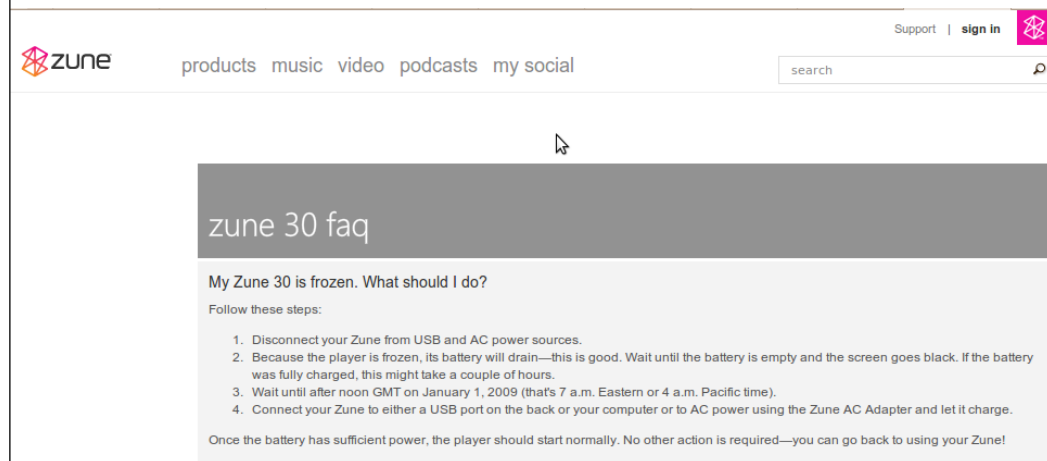 Support | sign in
zune
products music video podcasts my social
search
zune 30 faq
My Zune 30 is frozen. What should I do?
Follow these steps:
1. Disconnect your Zune from USB and AC power sources.
2. Because the player is frozen, its battery will drain—this is good. Wait until the battery is empty and the screen goes black. If the battery
was fully charged, this might take a couple of hours.
3. Wait until after noon GMT on January 1, 2009 (that's 7 a.m. Eastern or 4 a.m. Pacific time).
4. Connect your Zune to either a USB port on the back or your computer or to AC power using the Zune AC Adapter and let it charge.
Once the battery has sufficient power, the player should start normally. No other action is required—you can go back to using your Zune!